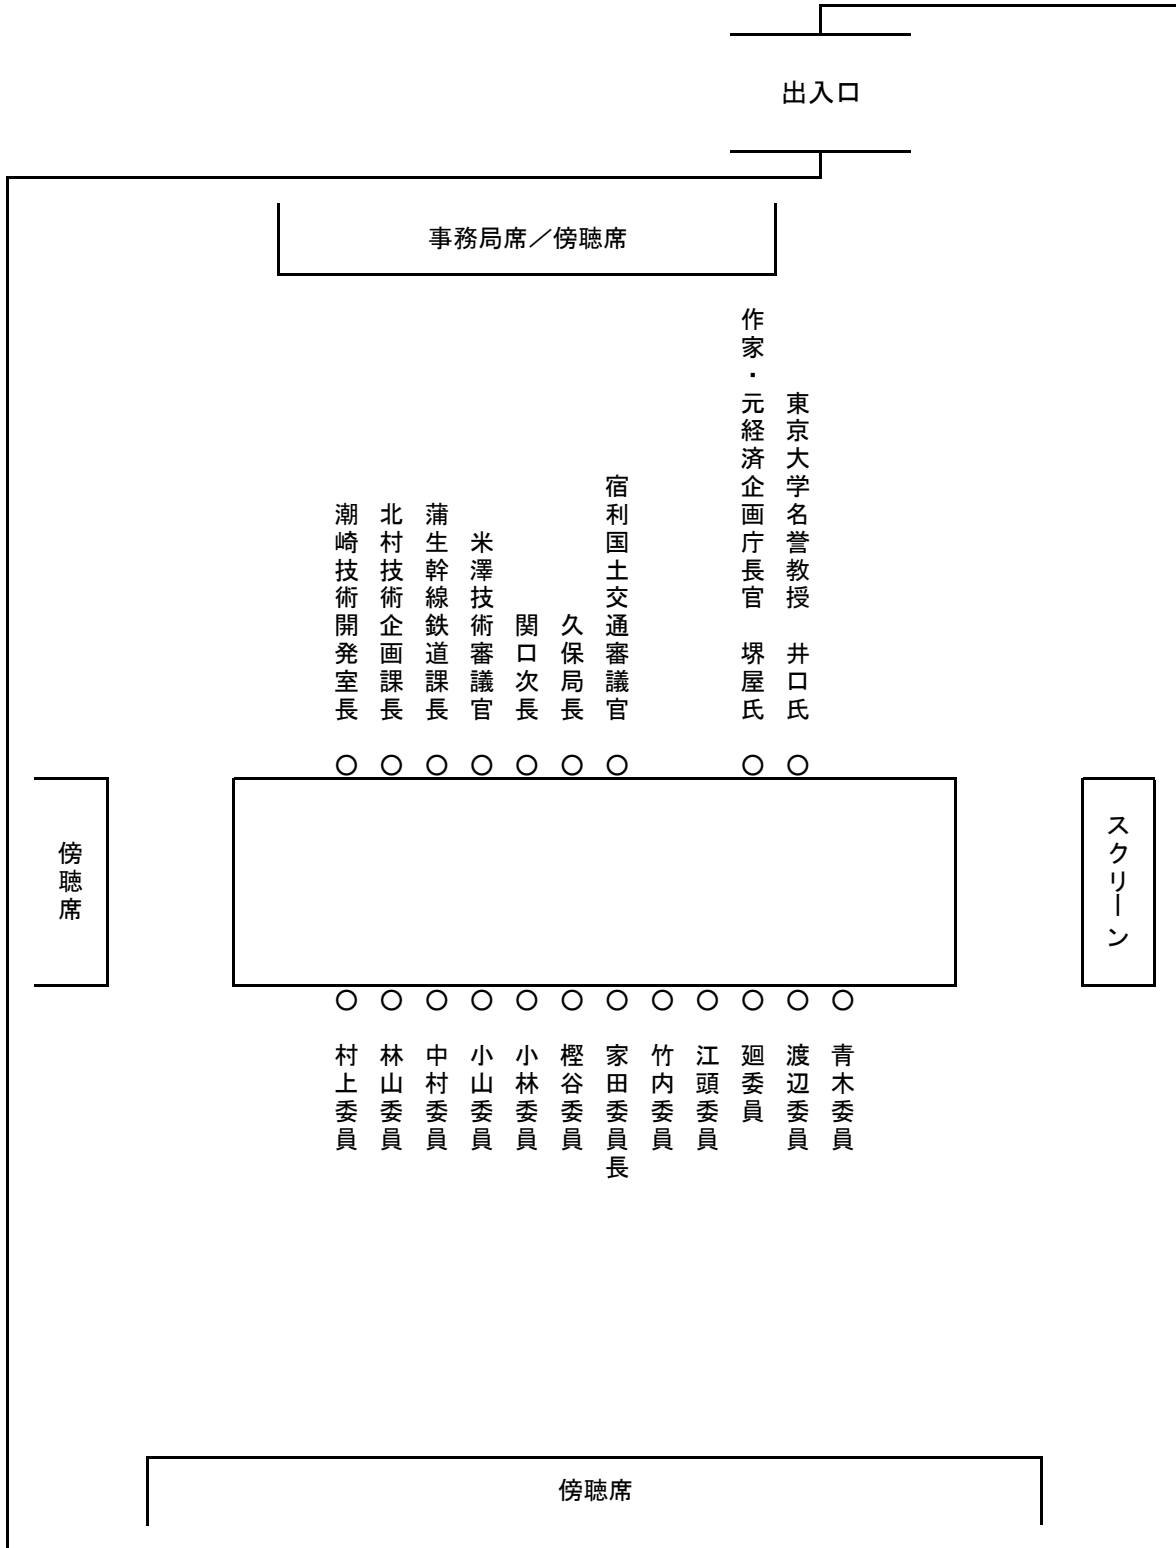 出入口
事務局席／傍聴席
東京大学名誉教授　井口氏
作家・元経済企画庁長官　堺屋氏
宿利国土交通審議官
久保局長
関口次長
米澤技術審議官
蒲生幹線鉄道課長
北村技術企画課長
潮崎技術開発室長
スクリーン
傍聴席
青木委員
渡辺委員
廻委員
江頭委員
竹内委員
家田委員長
樫谷委員
小林委員
小山委員
中村委員
林山委員
村上委員
傍聴席